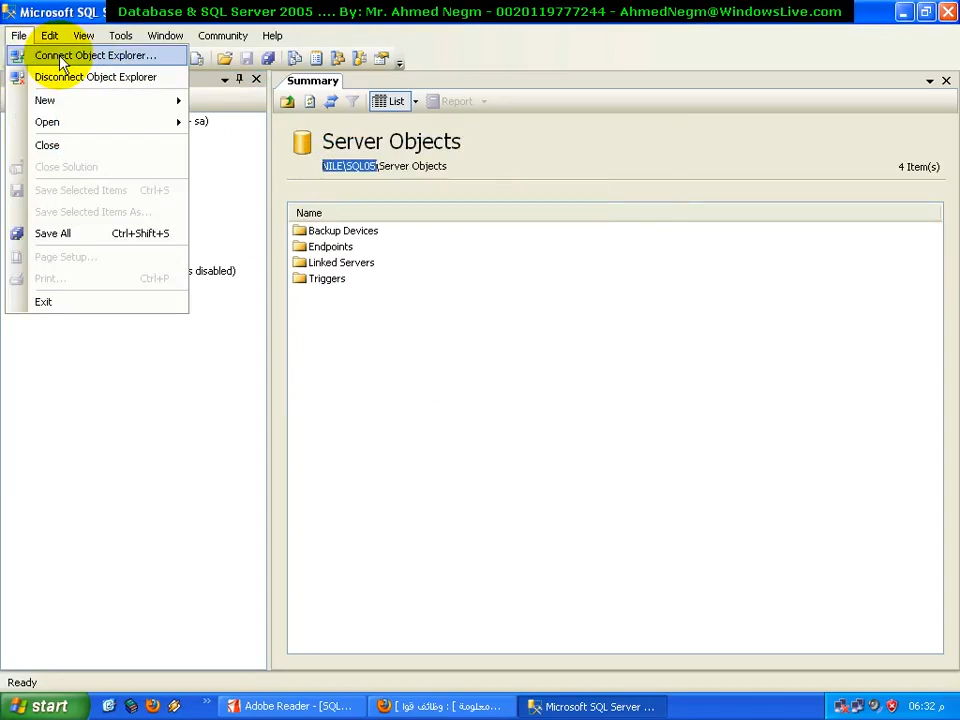 Microsoft SQL S
Database & SQL Server 2005 .... By: Mr. Ahmed Negm - 0020119777244 - AhmedNegm@WindowsLive.com
File Edit View Tools Window Community Help
Connect Object Explorer...
Disconnect Object Explorer
New
Open
Close
Close Solution
Save Selected Items Ctrl+S
Save Selected Items As...
Save All Ctrl+Shift+S
Page Setup...
Print... Ctrl+P
Exit
- sa)
s disabled)
Summary
List
Report
Server Objects
NILE\SQL05\Server Objects
4 Item(s)
Name
Backup Devices
Endpoints
Linked Servers
Triggers
Ready
start
Adobe Reader - [SQL...
[ معلومة ] : وظائف قوا...
Microsoft SQL Server ...
06:32 م